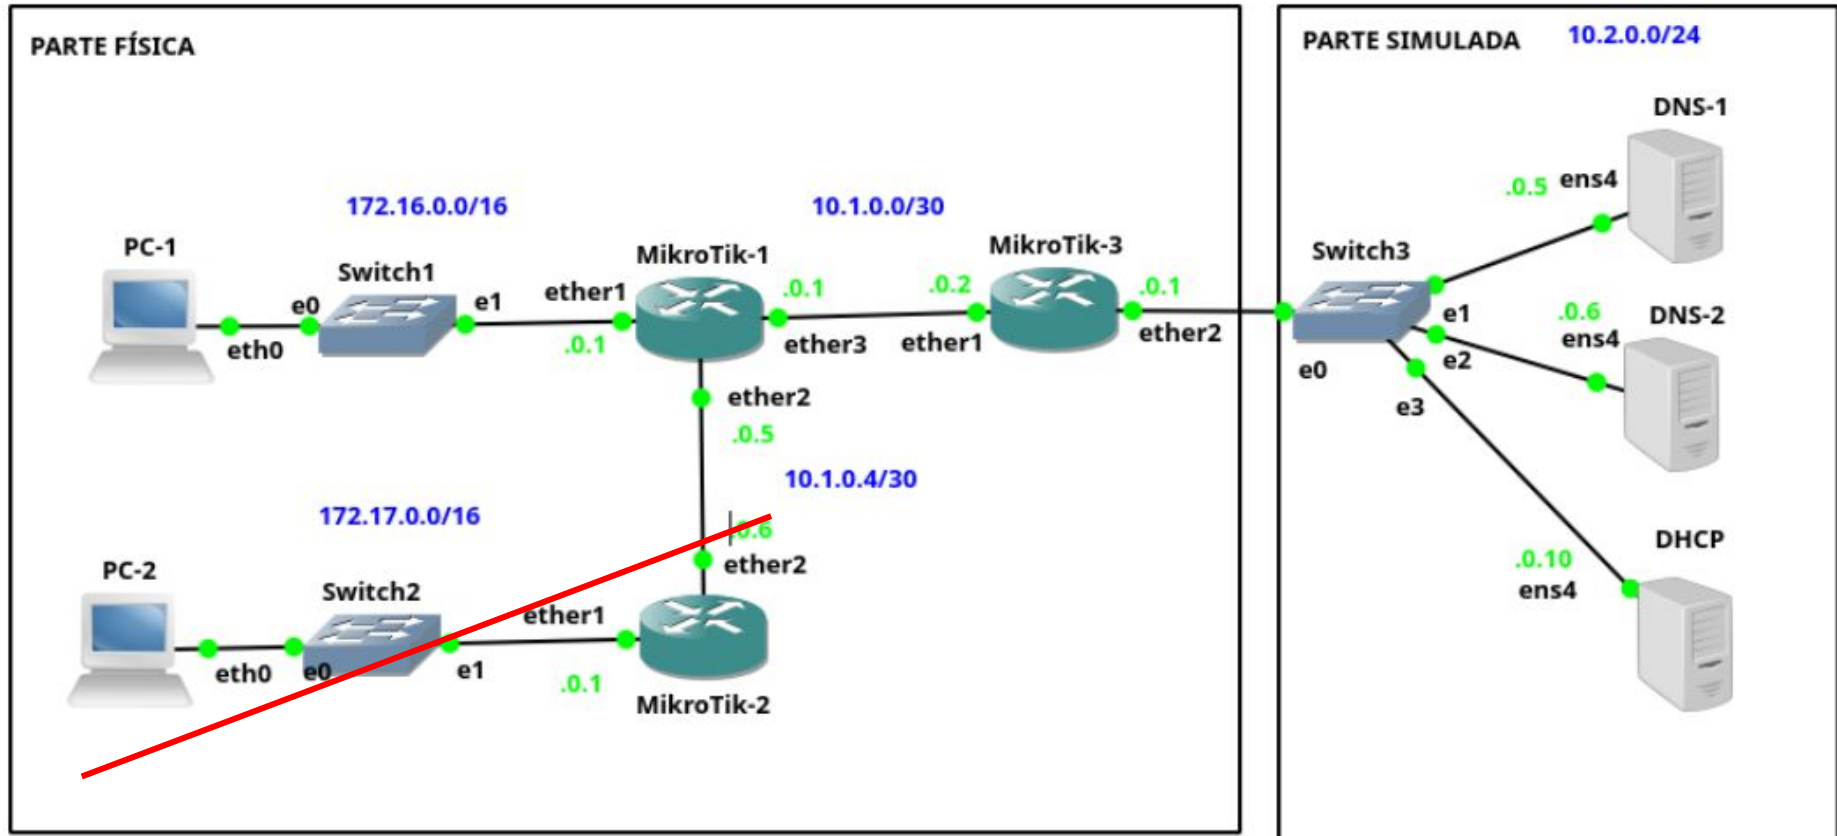 PARTE FÍSICA
172.16.0.0/16
10.1.0.0/30
PC-1
Switch1
MikroTik-1
MikroTik-3
e0
e1
ether1
.0.1
.0.2
.0.1
eth0
.0.1
ether3
ether1
ether2
ether2
.0.5
10.1.0.4/30
172.17.0.0/16
.0.6
ether2
PC-2
Switch2
ether1
eth0
e0
e1
.0.1
MikroTik-2
PARTE SIMULADA
10.2.0.0/24
DNS-1
.0.5
ens4
Switch3
e1
.0.6
DNS-2
ens4
e0
e2
e3
DHCP
.0.10
ens4